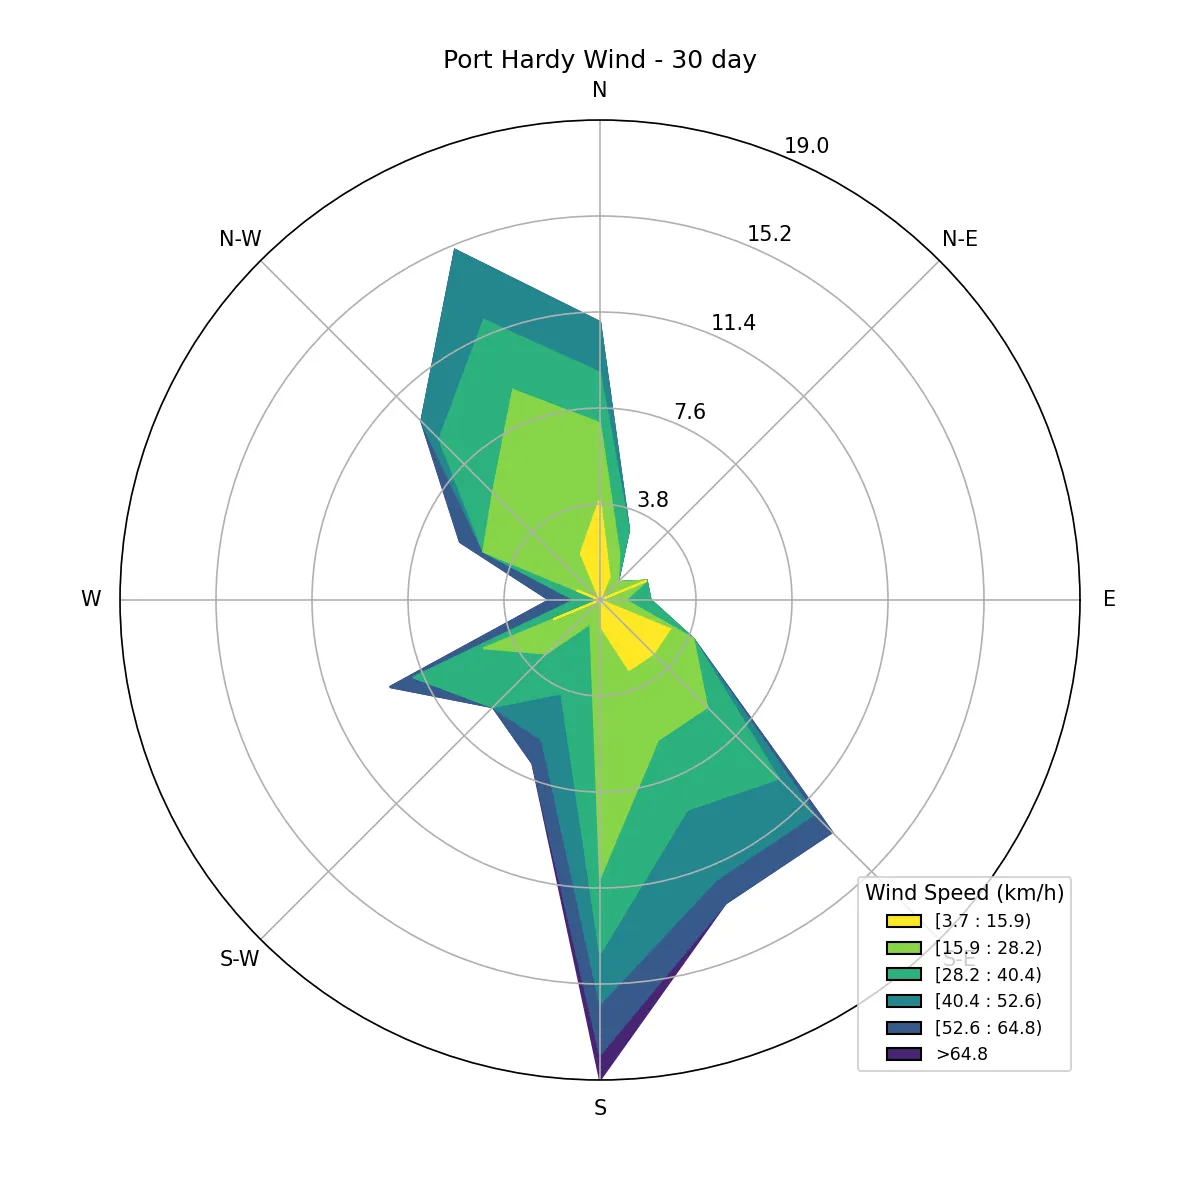 Port Hardy Wind - 30 day
N
19.0
15.2
N-W
N-E
11.4
7.6
3.8
W
E
Wind Speed (km/h)
[3.7 : 15.9)
[15.9 : 28.2)
S-W
S-E
[28.2 : 40.4)
[40.4 : 52.6)
[52.6 : 64.8)
>64.8
S